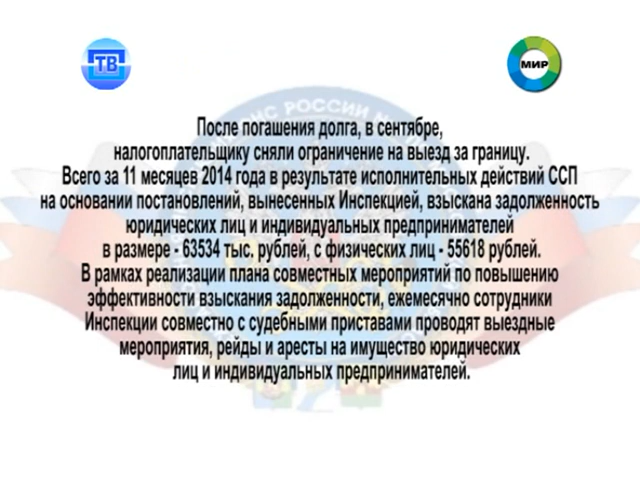 ТВ
МИР
ФНС РОССИИ
После погашения долга, в сентябре,
налогоплательщику сняли ограничение на выезд за границу.
Всего за 11 месяцев 2014 года в результате исполнительных действий ССП
на основании постановлений, вынесенных Инспекцией, взыскана задолженность
юридических лиц и индивидуальных предпринимателей
в размере - 63534 тыс. рублей, с физических лиц - 55618 рублей.
В рамках реализации плана совместных мероприятий по повышению
эффективности взыскания задолженности, ежемесячно сотрудники
Инспекции совместно с судебными приставами проводят выездные
мероприятия, рейды и аресты на имущество юридических
лиц и индивидуальных предпринимателей.